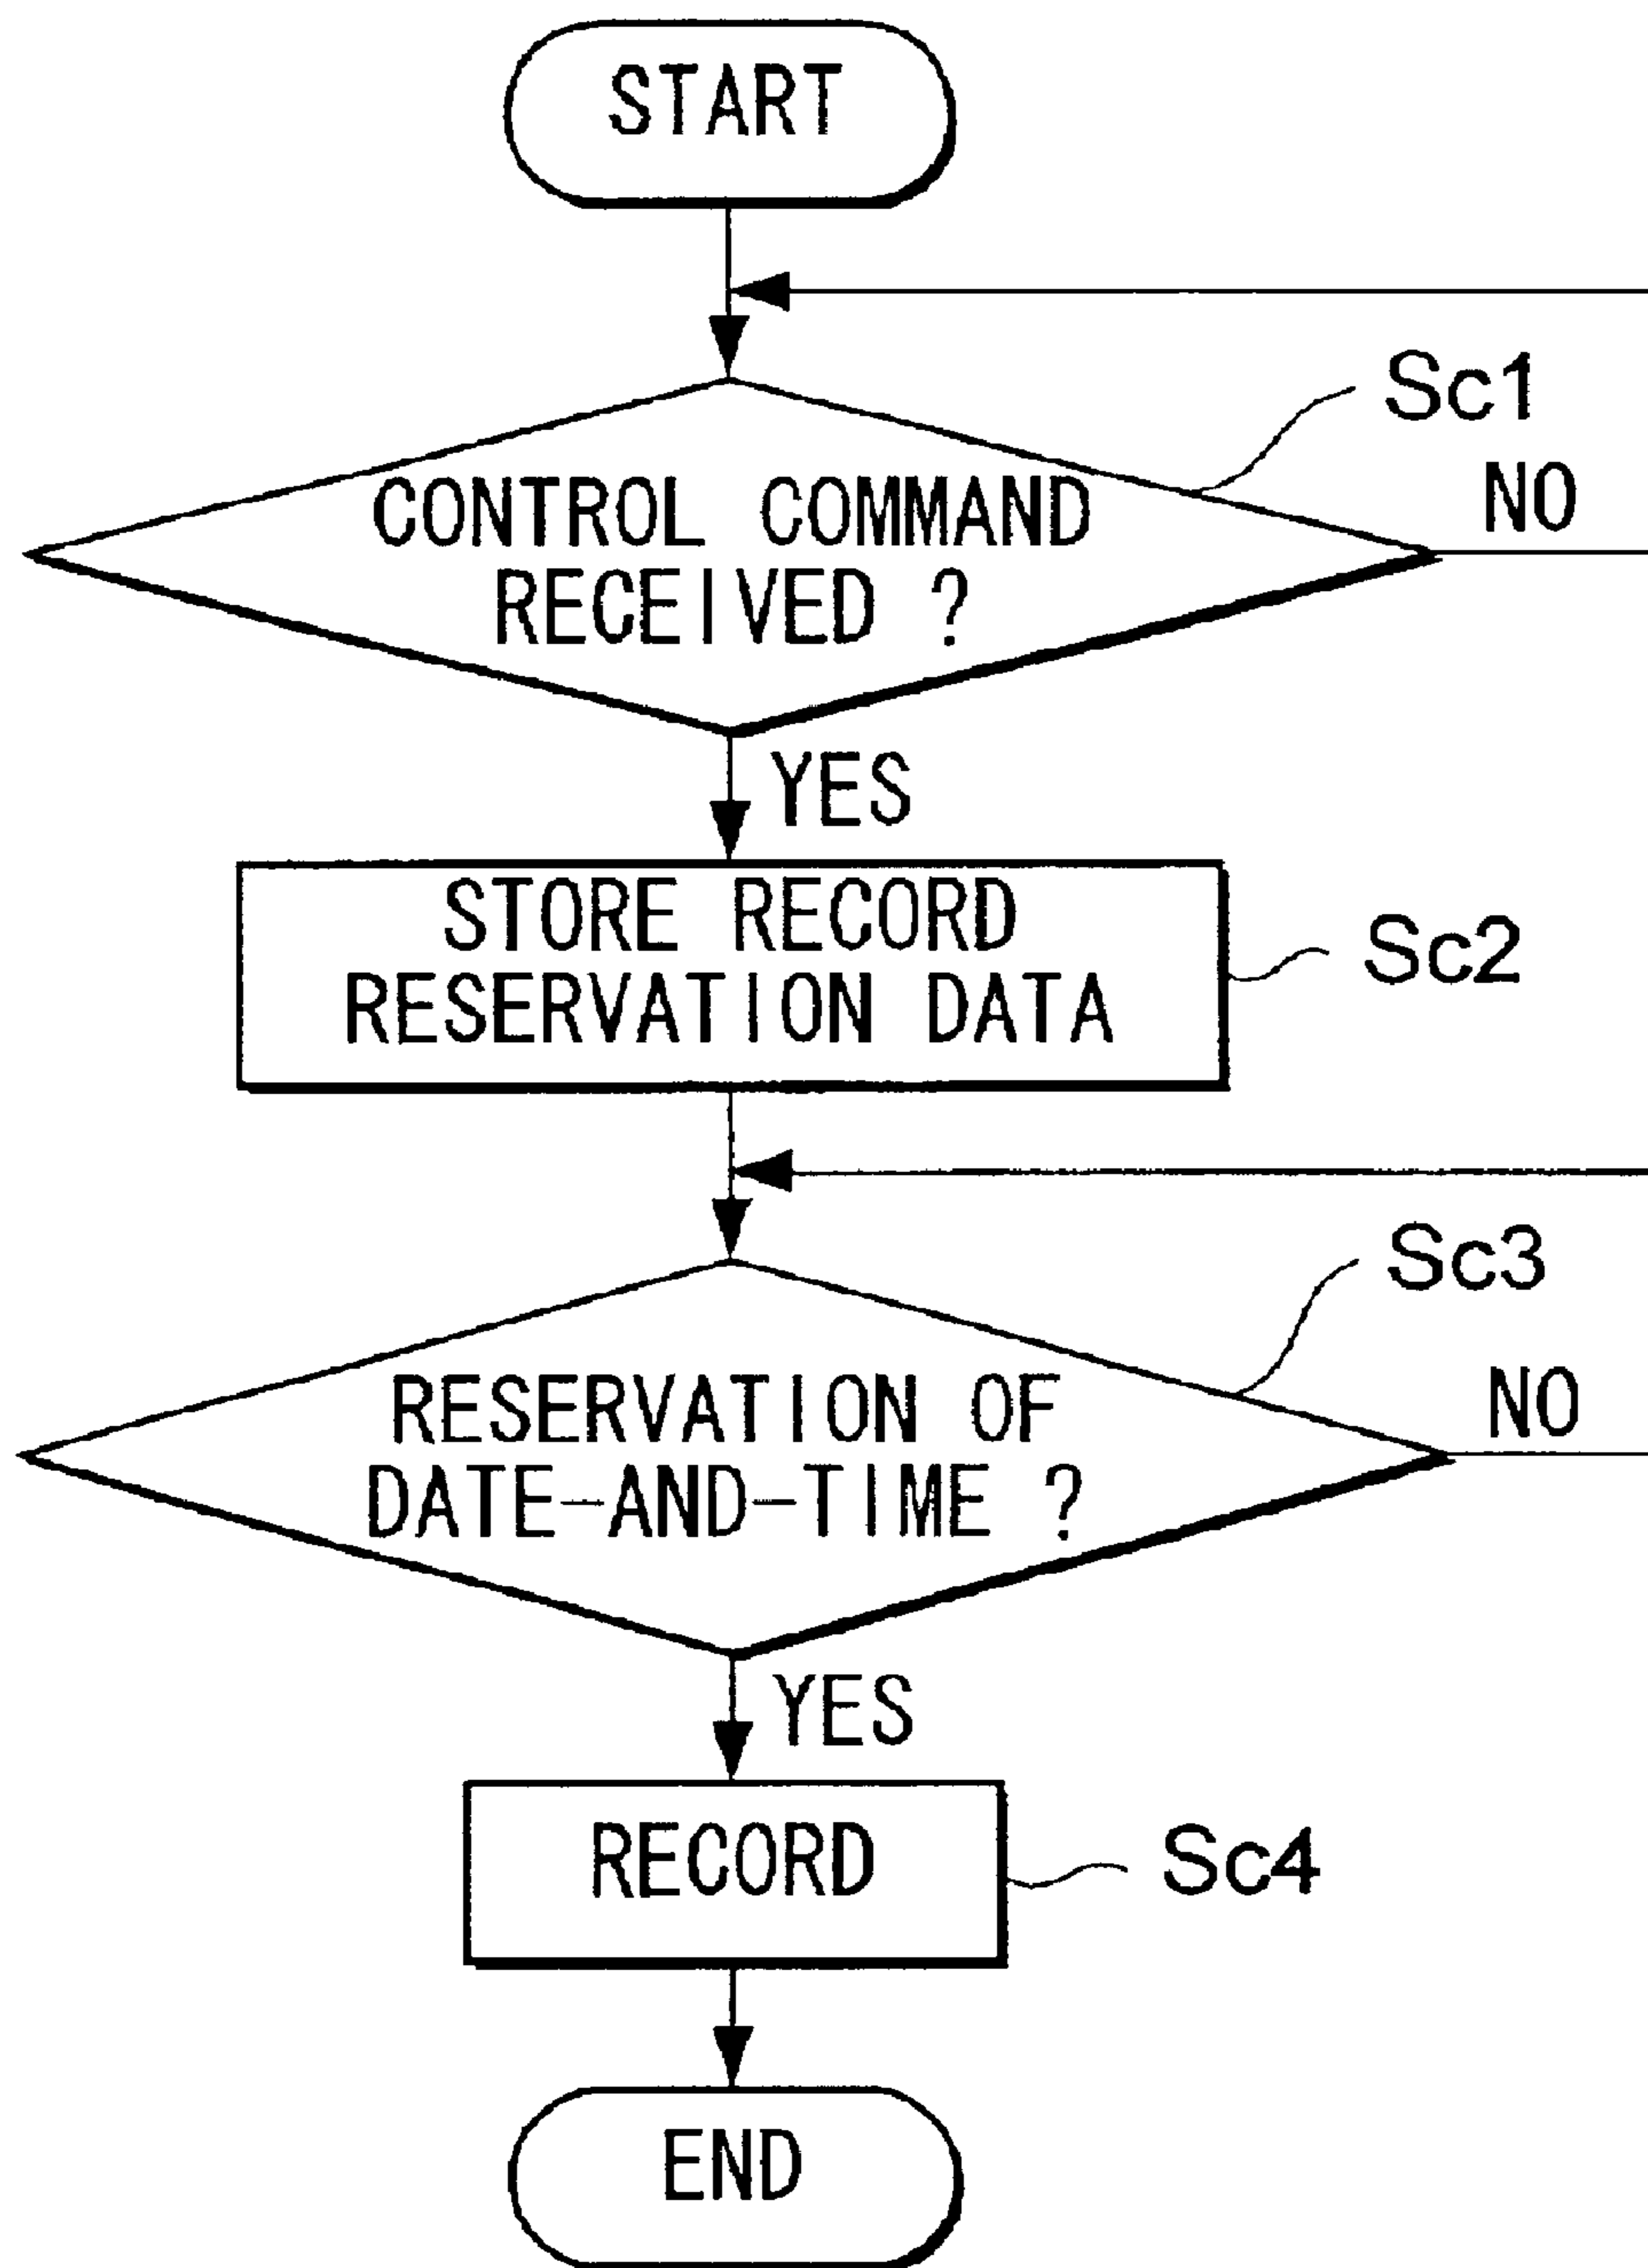 START
Sc1
CONTROL COMMAND
RECEIVED ?
NO
YES
STORE RECORD
RESERVATION DATA
Sc2
Sc3
RESERVATION OF
DATE-AND-TIME ?
NO
YES
RECORD
Sc4
END